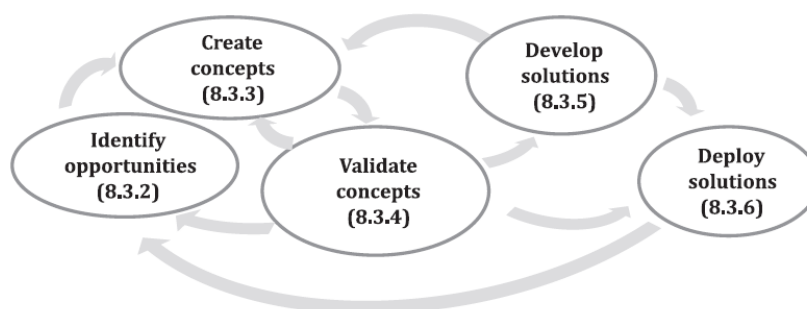 Create
concepts
(8.3.3)
Develop
solutions
(8.3.5)
Identify
opportunities
(8.3.2)
Validate
concepts
(8.3.4)
Deploy
solutions
(8.3.6)